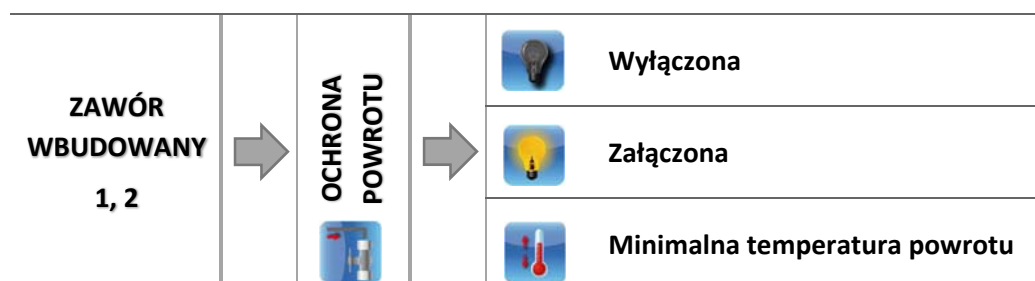 ZAWÓR
WBUDOWANY
1, 2
OCHRONA
POWROTU
Wyłączona
Załączona
Minimalna temperatura powrotu